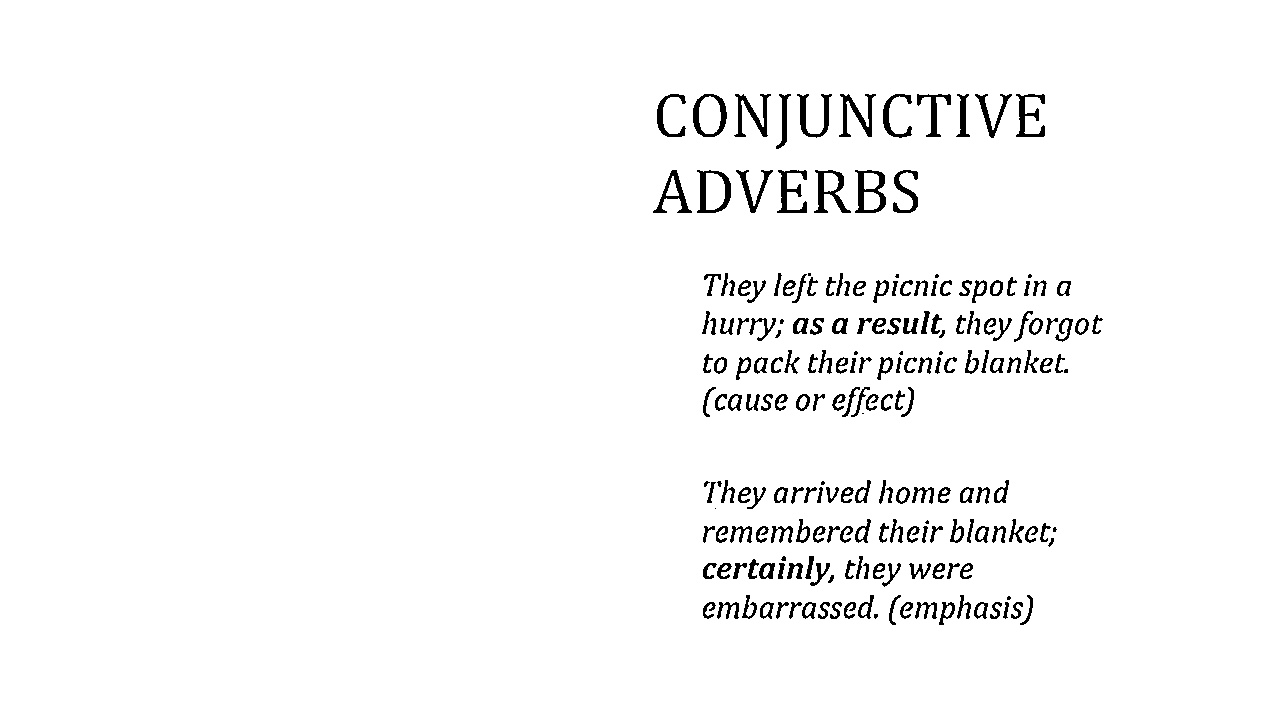 CONJUNCTIVE
ADVERBS
They left the picnic spot in a
hurry; as a result, they forgot
to pack their picnic blanket.
(cause or effect)
They arrived home and
remembered their blanket;
certainly, they were
embarrassed. (emphasis)